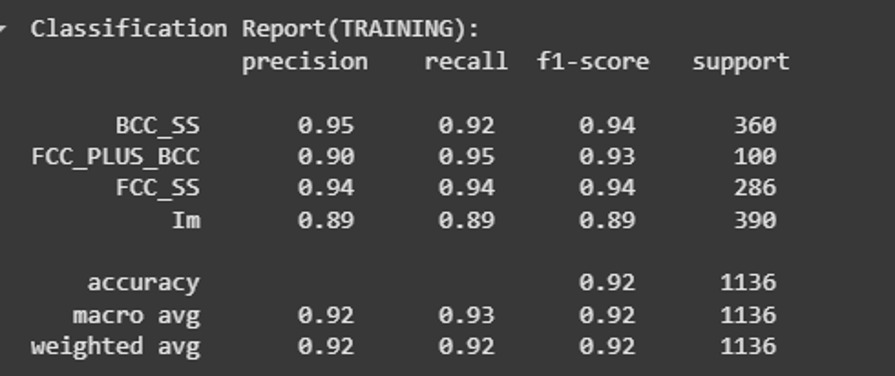 Classification Report(TRAINING):
precision recall f1-score support
BCC_SS 0.95 0.92 0.94 360
FCC_PLUS_BCC 0.90 0.95 0.93 100
FCC_SS 0.94 0.94 0.94 286
Im 0.89 0.89 0.89 390
accuracy 0.92 1136
macro avg 0.92 0.93 0.92 1136
weighted avg 0.92 0.92 0.92 1136